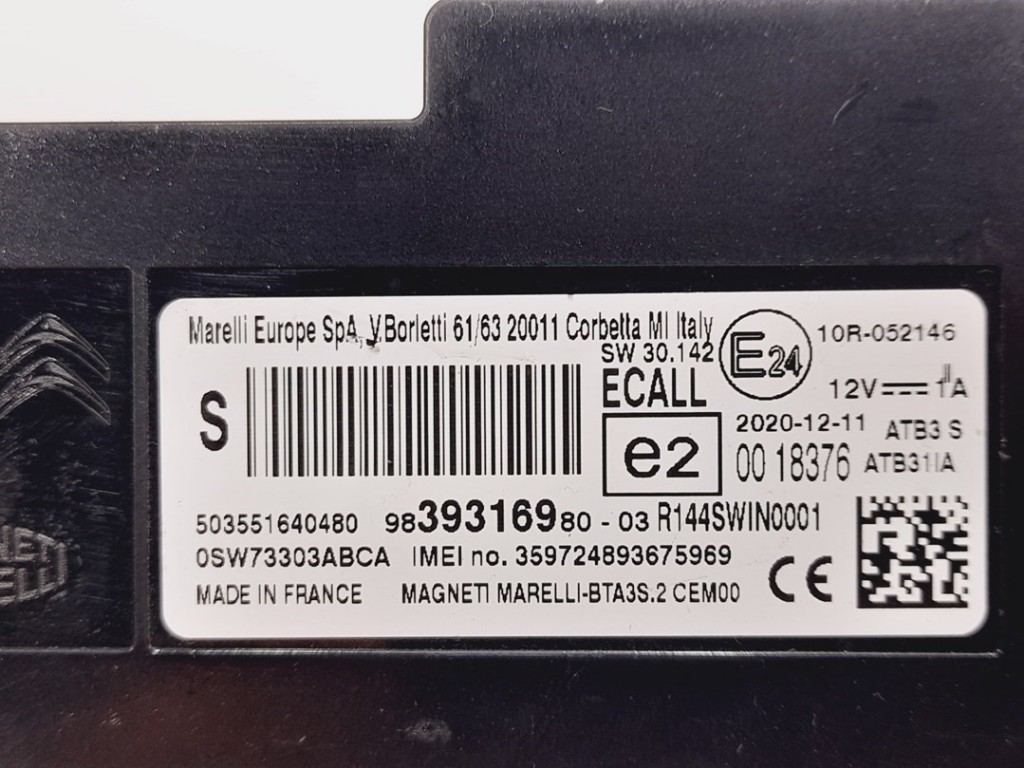 Marelli Europe SpA, V.Borletti 61/63 20011 Corbetta MI Italy
SW 30.142
E24
10R-052146
ECALL
12V 1A
S
e2
2020-12-11 ATB3 S
00 18376 ATB31IA
503551640480 9839316980-03 R144SWIN0001
0SW73303ABCA IMEI no. 359724893675969
CE
MADE IN FRANCE MAGNETI MARELLI-BTA3S.2 CEM00